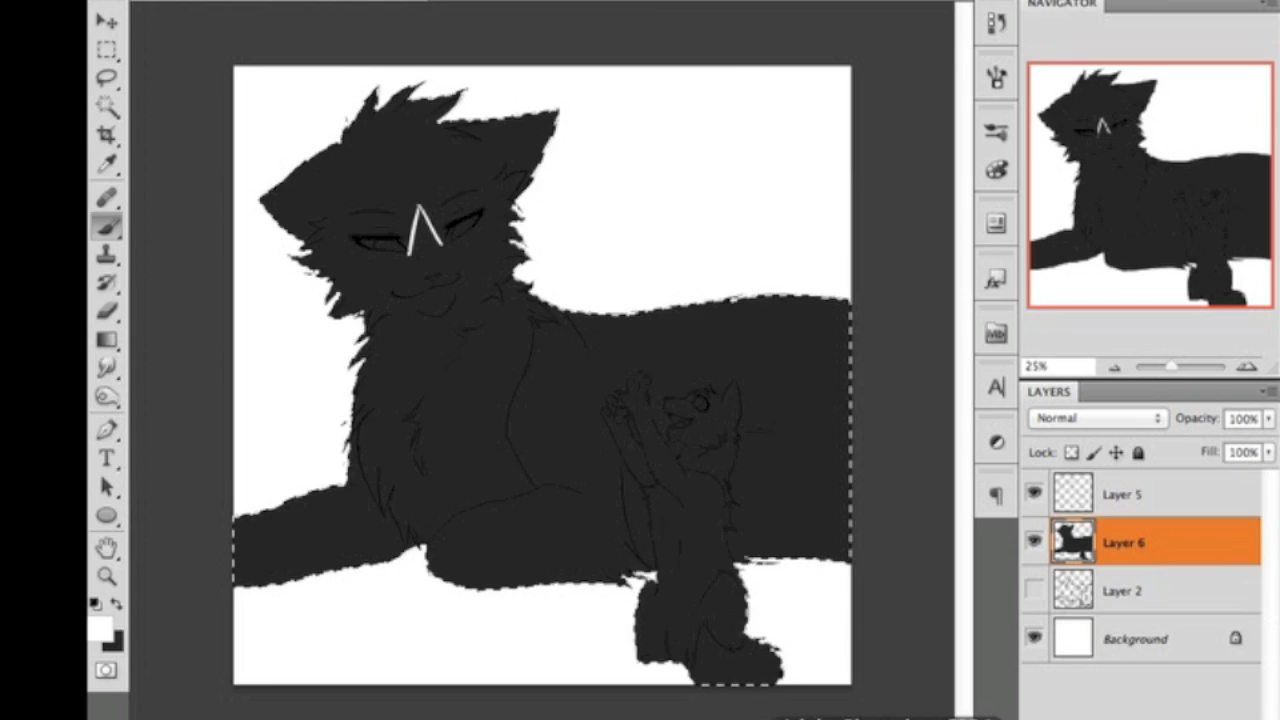 NAVIGATOR
25%
LAYERS
Normal
Opacity: 100%
Lock:
Fill: 100%
Layer 5
Layer 6
Layer 2
Background